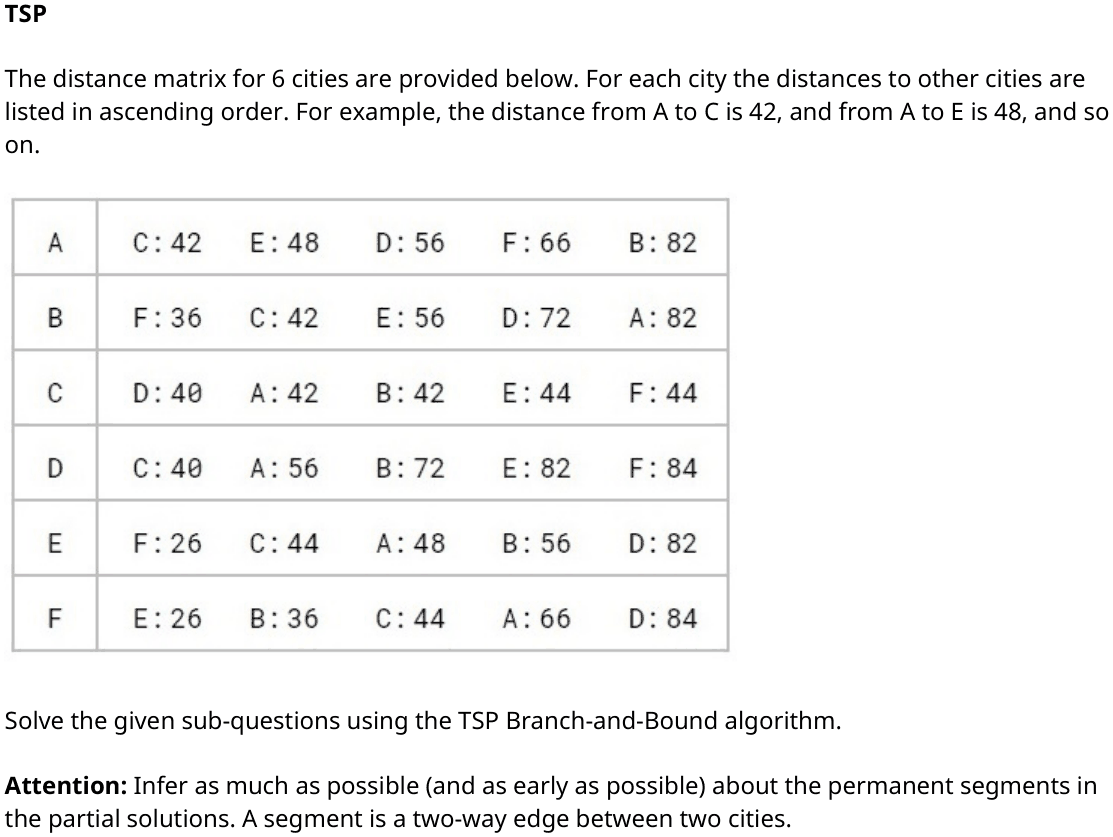 TSP
The distance matrix for 6 cities are provided below. For each city the distances to other cities are
listed in ascending order. For example, the distance from A to C is 42, and from A to E is 48, and so
on.
A C:42 E:48 D:56 F:66 B:82
B F:36 C:42 E:56 D:72 A:82
C D:40 A:42 B:42 E:44 F:44
D C:40 A:56 B:72 E:82 F:84
E F:26 C:44 A:48 B:56 D:82
F E:26 B:36 C:44 A:66 D:84
Solve the given sub-questions using the TSP Branch-and-Bound algorithm.
Attention: Infer as much as possible (and as early as possible) about the permanent segments in
the partial solutions. A segment is a two-way edge between two cities.